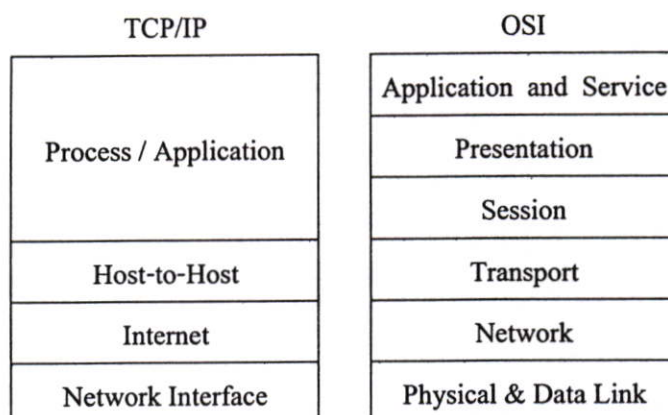 TCP/IP
Process / Application
Host-to-Host
Internet
Network Interface
OSI
Application and Service
Presentation
Session
Transport
Network
Physical & Data Link